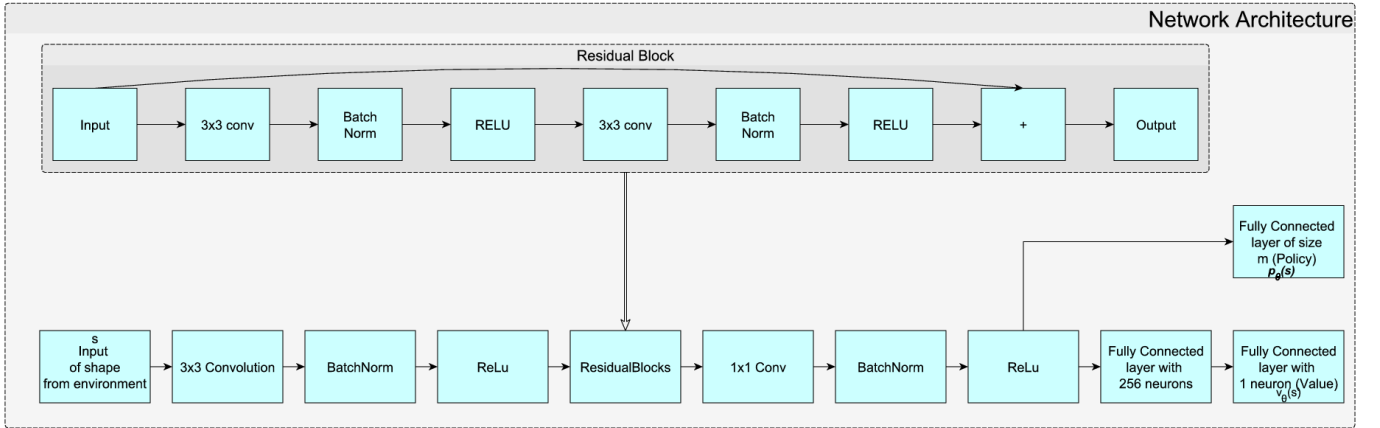 Network Architecture
Residual Block
Input
3x3 conv
Batch
Norm
RELU
3x3 conv
Batch
Norm
RELU
+
Output
Fully Connected
layer of size
m (Policy)
pθ(s)
s
Input
of shape
from environment
3x3 Convolution
BatchNorm
ReLu
ResidualBlocks
1x1 Conv
BatchNorm
ReLu
Fully Connected
layer with
256 neurons
Fully Connected
layer with
1 neuron (Value)
vθ(s)